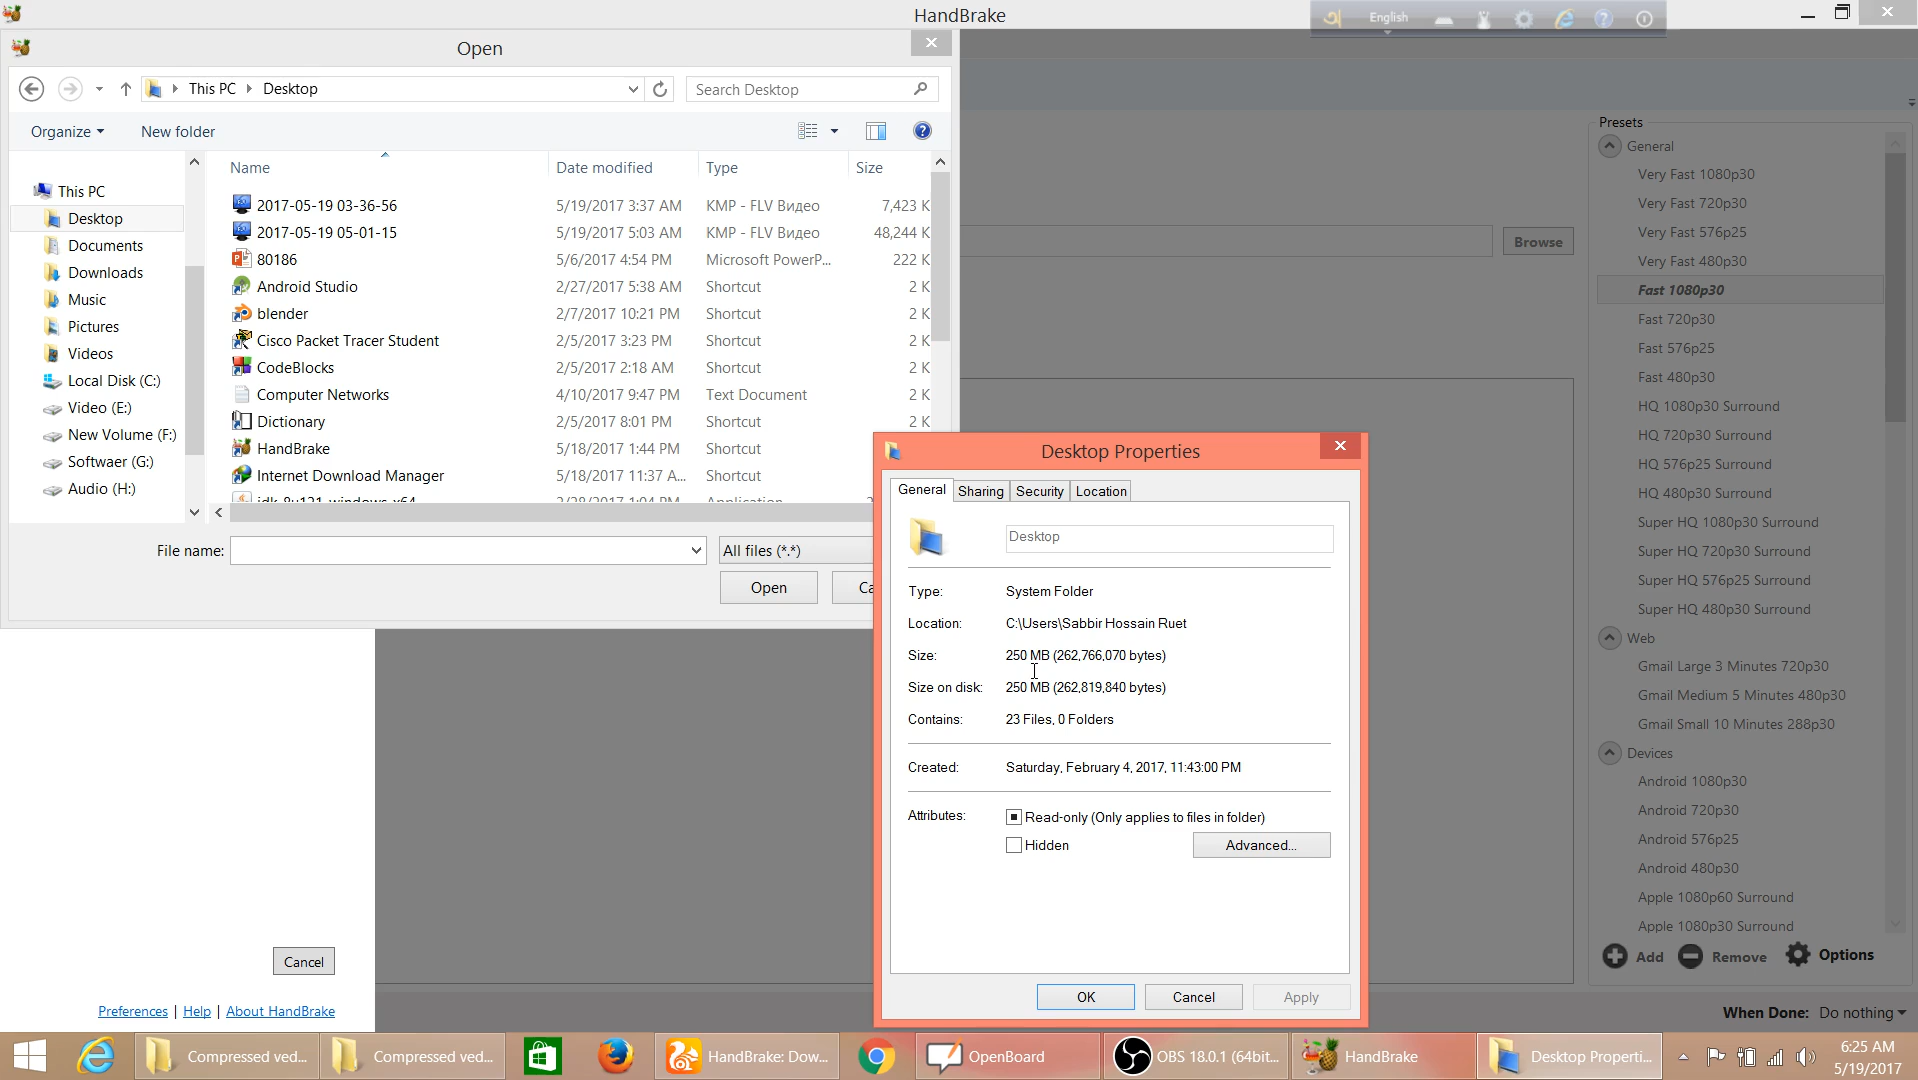 HandBrake
English
Open
This PC
Desktop
Search Desktop
Organize
New folder
Name
Date modified
Type
Size
This PC
Desktop
Documents
Downloads
Music
Pictures
Videos
Local Disk (C:)
Video (E:)
New Volume (F:)
Softwaer (G:)
Audio (H:)
2017-05-19 03-36-56 5/19/2017 3:37 AM KMP - FLV Видео 7,423 K
2017-05-19 05-01-15 5/19/2017 5:03 AM KMP - FLV Видео 48,244 K
80186 5/6/2017 4:54 PM Microsoft PowerP... 222 K
Android Studio 2/27/2017 5:38 AM Shortcut 2 K
blender 2/7/2017 10:21 PM Shortcut 2 K
Cisco Packet Tracer Student 2/5/2017 3:23 PM Shortcut 2 K
CodeBlocks 2/5/2017 2:18 AM Shortcut 2 K
Computer Networks 4/10/2017 9:47 PM Text Document 2 K
Dictionary 2/5/2017 8:01 PM Shortcut 2 K
HandBrake 5/18/2017 1:44 PM Shortcut
Internet Download Manager 5/18/2017 11:37 A... Shortcut
File name:
All files (*.*)
Open
Ca
Browse
Presets
General
Very Fast 1080p30
Very Fast 720p30
Very Fast 576p25
Very Fast 480p30
Fast 1080p30
Fast 720p30
Fast 576p25
Fast 480p30
HQ 1080p30 Surround
HQ 720p30 Surround
HQ 576p25 Surround
HQ 480p30 Surround
Super HQ 1080p30 Surround
Super HQ 720p30 Surround
Super HQ 576p25 Surround
Super HQ 480p30 Surround
Web
Gmail Large 3 Minutes 720p30
Gmail Medium 5 Minutes 480p30
Gmail Small 10 Minutes 288p30
Devices
Android 1080p30
Android 720p30
Android 576p25
Android 480p30
Apple 1080p60 Surround
Apple 1080p30 Surround
Add
Remove
Options
When Done: Do nothing
Desktop Properties
General
Sharing
Security
Location
Desktop
Type: System Folder
Location: C:\Users\Sabbir Hossain Ruet
Size: 250 MB (262,766,070 bytes)
Size on disk: 250 MB (262,819,840 bytes)
Contains: 23 Files, 0 Folders
Created: Saturday, February 4, 2017, 11:43:00 PM
Attributes: Read-only (Only applies to files in folder)
Hidden
Advanced...
OK
Cancel
Apply
Cancel
Preferences | Help | About HandBrake
Compressed ved...
Compressed ved...
HandBrake: Dow...
OpenBoard
OBS 18.0.1 (64bit...
HandBrake
Desktop Properti...
6:25 AM
5/19/2017